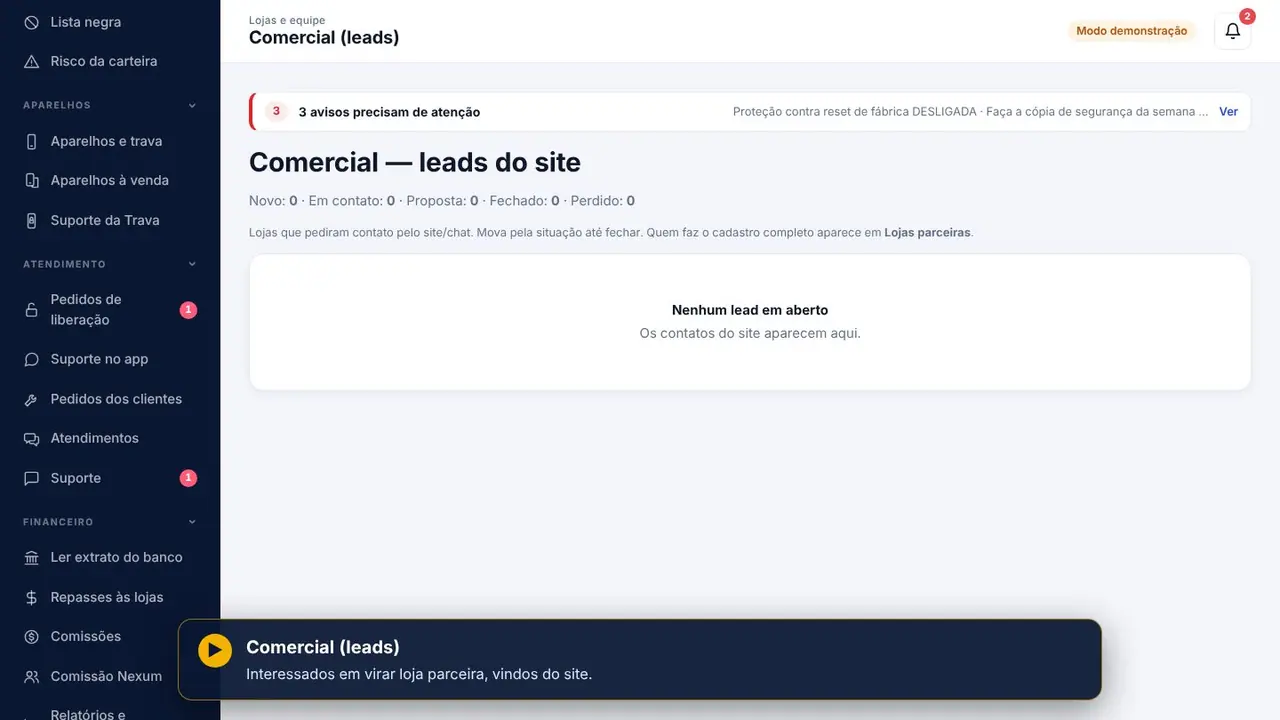 Lista negra
Risco da carteira
APARELHOS
Aparelhos e trava
Aparelhos à venda
Suporte da Trava
ATENDIMENTO
Pedidos de
liberação
1
Suporte no app
Pedidos dos clientes
Atendimentos
Suporte
1
FINANCEIRO
Ler extrato do banco
Repasses às lojas
Comissões
Comissão Nexum
Relatórios e
Lojas e equipe
Comercial (leads)
Modo demonstração
2
3
3 avisos precisam de atenção
Proteção contra reset de fábrica DESLIGADA · Faça a cópia de segurança da semana ...
Ver
Comercial — leads do site
Novo: 0 · Em contato: 0 · Proposta: 0 · Fechado: 0 · Perdido: 0
Lojas que pediram contato pelo site/chat. Mova pela situação até fechar. Quem faz o cadastro completo aparece em Lojas parceiras.
Nenhum lead em aberto
Os contatos do site aparecem aqui.
Comercial (leads)
Interessados em virar loja parceira, vindos do site.